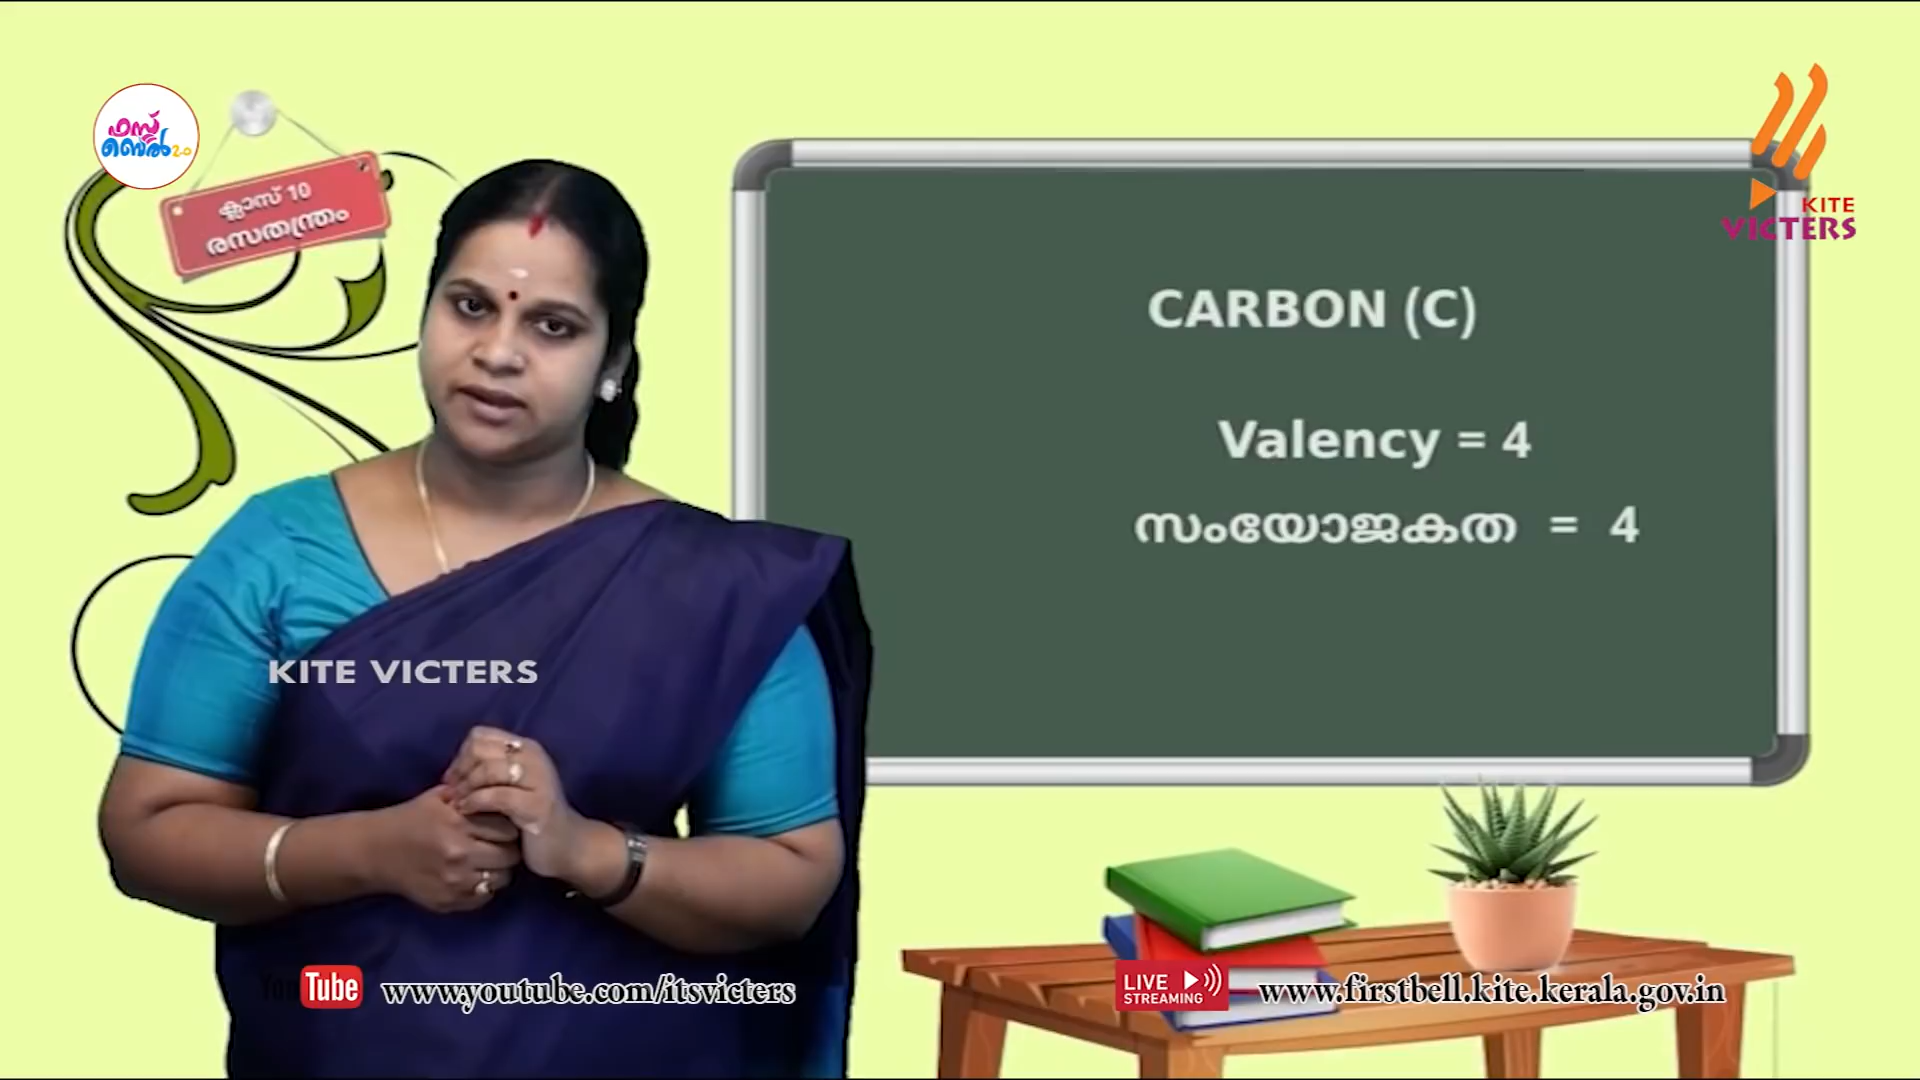 ഫസ്റ്റ്
ബെൽ 2.0
ക്ലാസ് 10
രസതന്ത്രം
KITE
VICTERS
CARBON (C)
Valency = 4
സംയോജകത = 4
KITE VICTERS
YouTube www.youtube.com/itsvicters
LIVE
STREAMING
www.firstbell.kite.kerala.gov.in